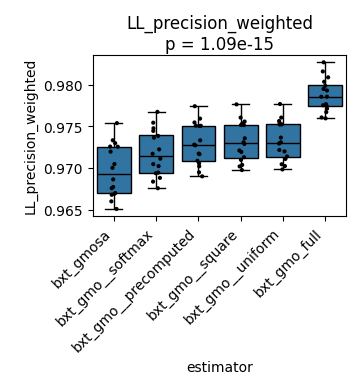 LL_precision_weighted
p = 1.09e-15
LL_precision_weighted
0.980
0.975
0.970
0.965
bxt_gmosa
bxt_gmo__softmax
bxt_gmo__precomputed
bxt_gmo__square
bxt_gmo__uniform
bxt_gmo_full
estimator